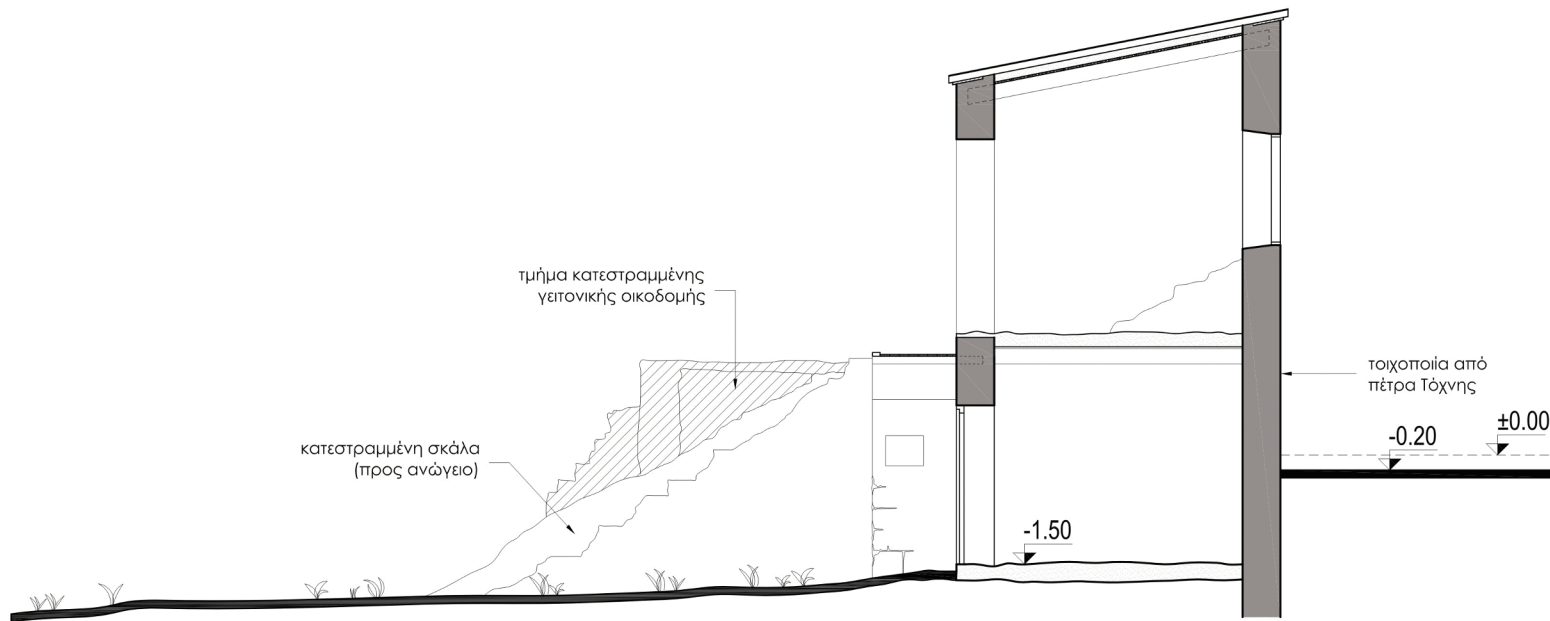 τμήμα κατεστραμμένης
γειτονικής οικοδομής
κατεστραμμένη σκάλα
(προς ανώγειο)
τοιχοποιία από
πέτρα Τόχνης
±0.00
-0.20
-1.50